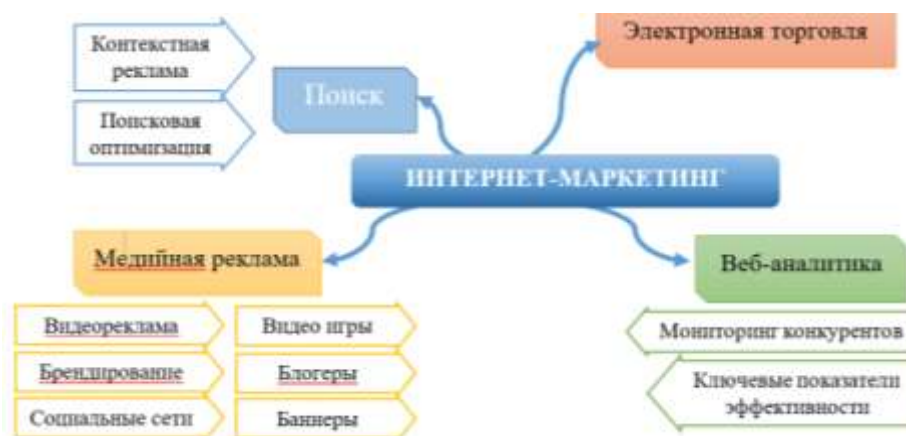 Контекстная
реклама
Поисковая
оптимизация
Поиск
Электронная торговля
ИНТЕРНЕТ-МАРКЕТИНГ
Медийная реклама
Видеореклама
Брендирование
Социальные сети
Видео игры
Блогеры
Баннеры
Веб-аналитика
Мониторинг конкурентов
Ключевые показатели
эффективности